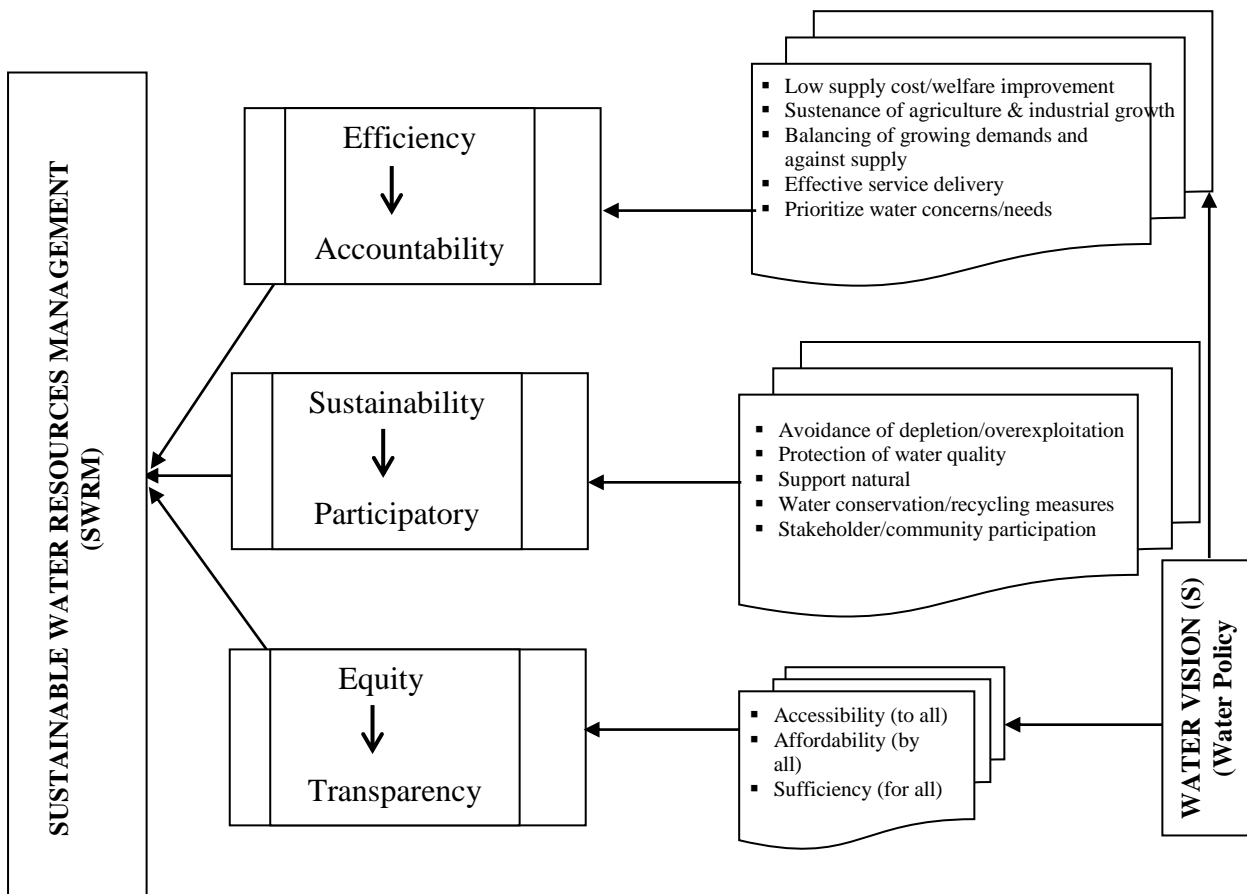 SUSTAINABLE WATER RESOURCES MANAGEMENT
(SWRM)
Efficiency
Accountability
▪ Low supply cost/welfare improvement
▪ Sustenance of agriculture & industrial growth
▪ Balancing of growing demands and
against supply
▪ Effective service delivery
▪ Prioritize water concerns/needs
Sustainability
Participatory
▪ Avoidance of depletion/overexploitation
▪ Protection of water quality
▪ Support natural
▪ Water conservation/recycling measures
▪ Stakeholder/community participation
Equity
Transparency
▪ Accessibility (to all)
▪ Affordability (by
all)
▪ Sufficiency (for all)
WATER VISION (S)
(Water Policy